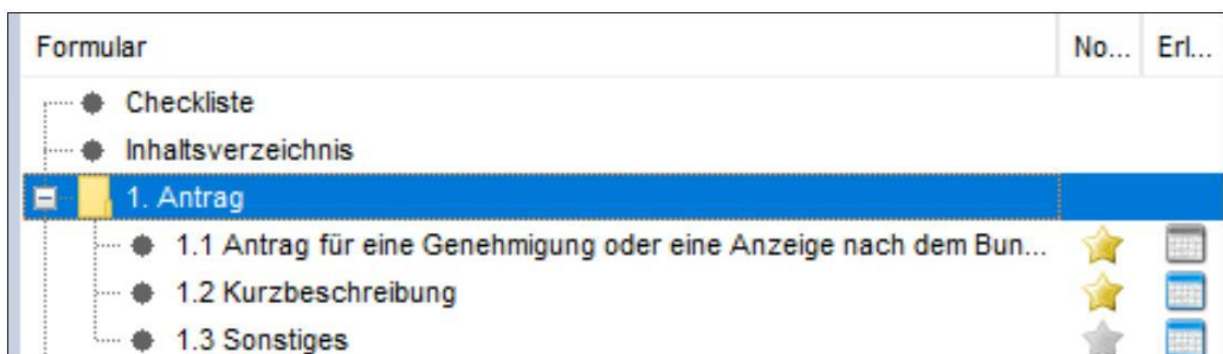 Formular No... Erl...
Checkliste
Inhaltsverzeichnis
1. Antrag
1.1 Antrag für eine Genehmigung oder eine Anzeige nach dem Bun...
1.2 Kurzbeschreibung
1.3 Sonstiges